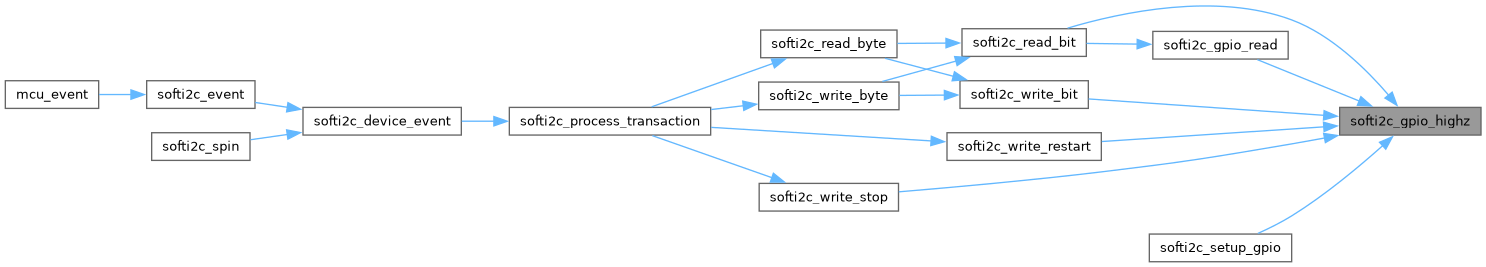 mcu_event
softi2c_event
softi2c_spin
softi2c_device_event
softi2c_process_transaction
softi2c_read_byte
softi2c_write_byte
softi2c_write_stop
softi2c_read_bit
softi2c_write_bit
softi2c_write_restart
softi2c_gpio_read
softi2c_setup_gpio
softi2c_gpio_highz